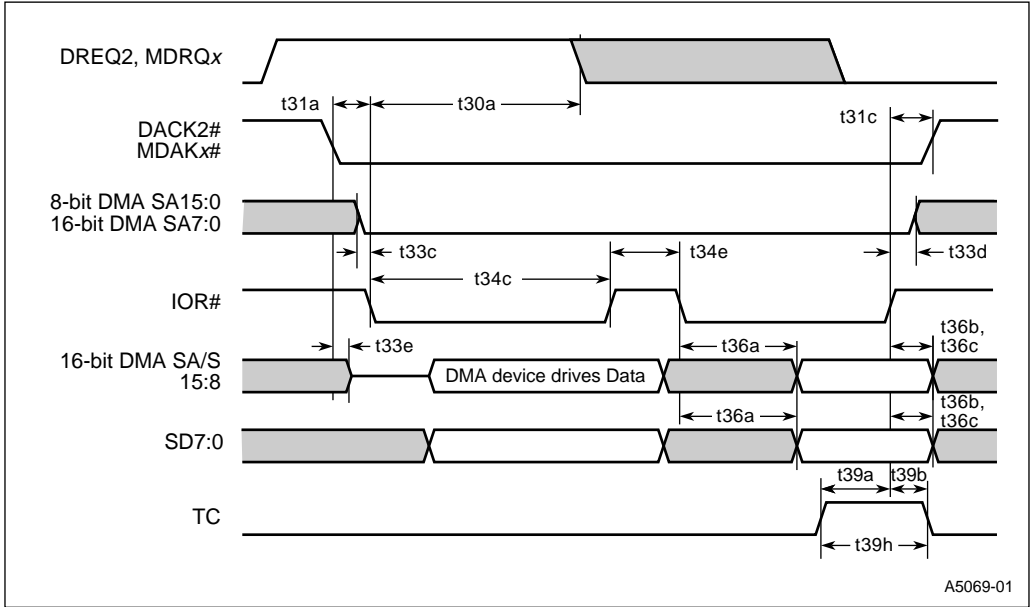 DREQ2, MDRQx
t31a
t30a
t31c
DACK2#
MDAKx#
8-bit DMA SA15:0
16-bit DMA SA7:0
t33c
t34e
t33d
t34c
IOR#
t33e
t36a
t36b,
t36c
16-bit DMA SA/S
15:8
DMA device drives Data
t36a
t36b,
t36c
SD7:0
t39a
t39b
TC
t39h
A5069-01